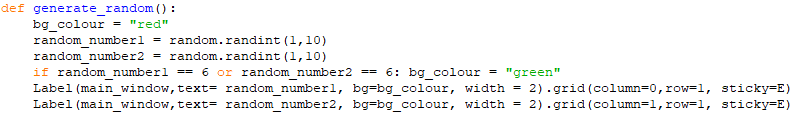 def generate_random():
    bg_colour = "red"
    random_number1 = random.randint(1,10)
    random_number2 = random.randint(1,10)
    if random_number1 == 6 or random_number2 == 6: bg_colour = "green"
    Label(main_window,text= random_number1, bg=bg_colour, width = 2).grid(column=0,row=1, sticky=E)
    Label(main_window,text= random_number2, bg=bg_colour, width = 2).grid(column=1,row=1, sticky=E)